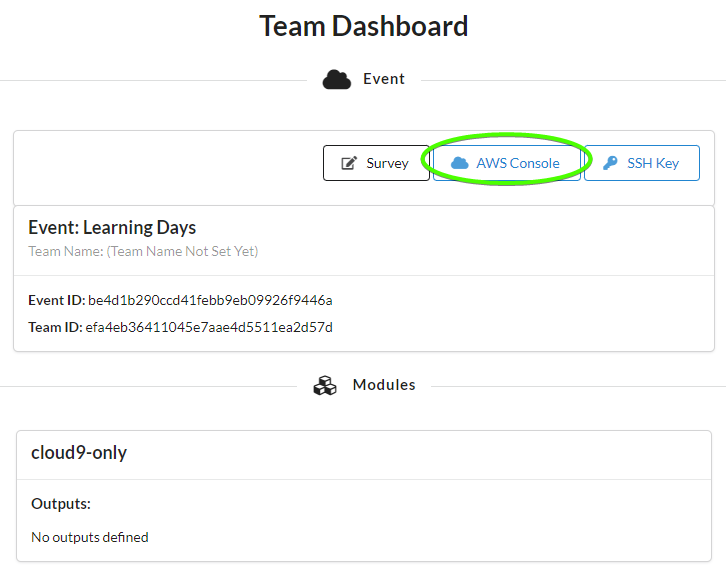 Team Dashboard
Event
Survey
AWS Console
SSH Key
Event: Learning Days
Team Name: (Team Name Not Set Yet)
Event ID: be4d1b290ccd41febb9eb09926f9446a
Team ID: efa4eb36411045e7aae4d5511ea2d57d
Modules
cloud9-only
Outputs:
No outputs defined